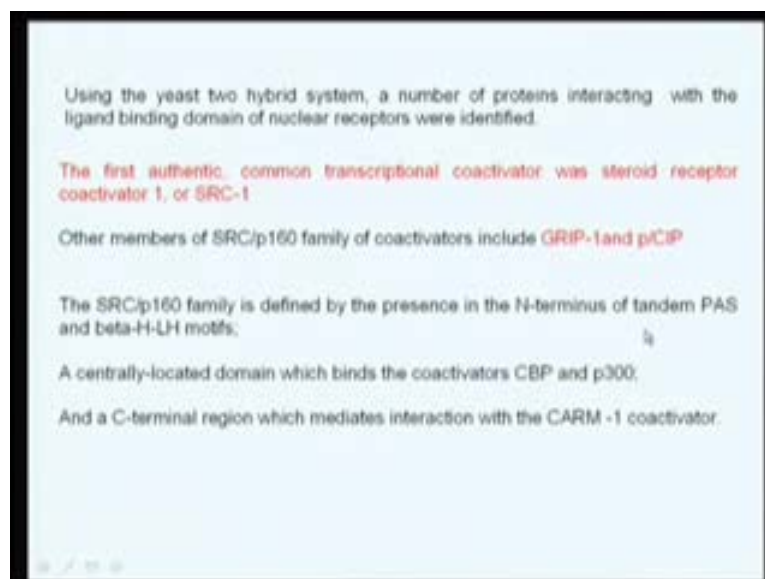 Using the yeast two hybrid system, a number of proteins interacting with the
ligand binding domain of nuclear receptors were identified.
The first authentic, common transcriptional coactivator was steroid receptor
coactivator 1, or SRC-1
Other members of SRC/p160 family of coactivators include GRIP-1and p/CIP
The SRC/p160 family is defined by the presence in the N-terminus of tandem PAS
and beta-H-LH motifs;
A centrally-located domain which binds the coactivators CBP and p300;
And a C-terminal region which mediates interaction with the CARM -1 coactivator.